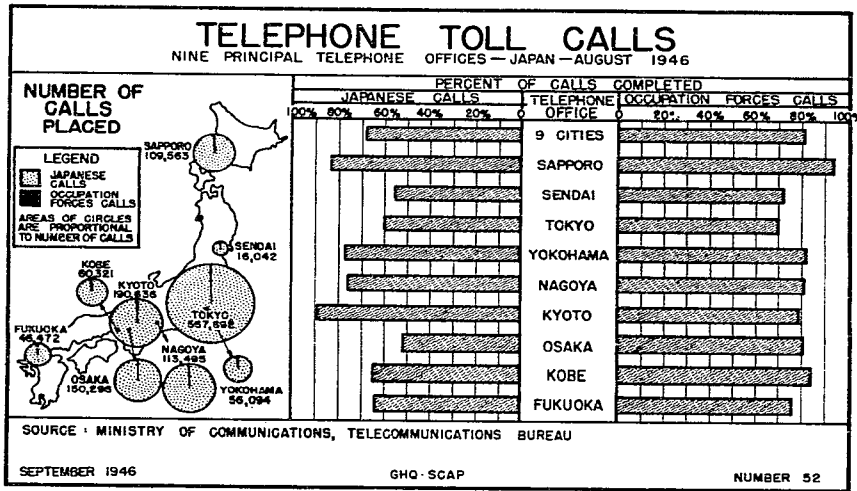 TELEPHONE TOLL CALLS
NINE PRINCIPAL TELEPHONE OFFICES — JAPAN — AUGUST 1946
NUMBER OF
CALLS
PLACED
LEGEND
JAPANESE
CALLS
OCCUPATION
FORCES CALLS
AREAS OF CIRCLES
ARE PROPORTIONAL
TO NUMBER OF CALLS
SAPPORO
109,563
SENDAI
16,042
KOBE
60,321
KYOTO
TOKYO
FUKUOKA
46,472
NAGOYA
113,495
OSAKA
150,296
YOKOHAMA
56,094
PERCENT OF CALLS COMPLETED
JAPANESE CALLS
TELEPHONE
OFFICE
OCCUPATION FORCES CALLS
100% 80% 60% 40% 20% 0
0 20% 40% 60% 80% 100%
9 CITIES
SAPPORO
SENDAI
TOKYO
YOKOHAMA
NAGOYA
KYOTO
OSAKA
KOBE
FUKUOKA
SOURCE : MINISTRY OF COMMUNICATIONS, TELECOMMUNICATIONS BUREAU
SEPTEMBER 1946
GHQ - SCAP
NUMBER 52